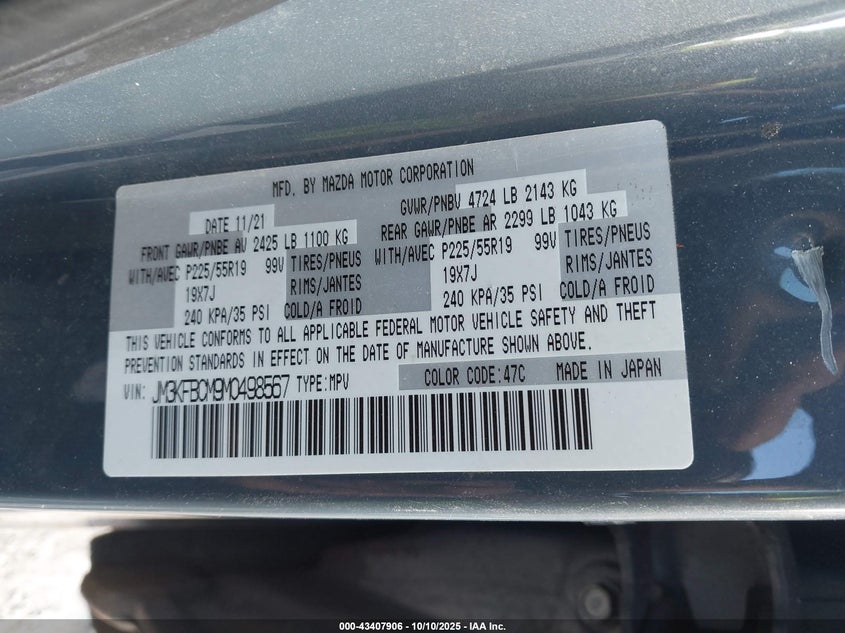 MFD. BY MAZDA MOTOR CORPORATION
DATE 11/21 GVWR/PNBV 4724 LB 2143 KG
FRONT GAWR/PNBE AV 2425 LB 1100 KG REAR GAWR/PNBE AR 2299 LB 1043 KG
WITH/AVEC P225/55R19 99V TIRES/PNEUS WITH/AVEC P225/55R19 99V TIRES/PNEUS
19X7J RIMS/JANTES 19X7J RIMS/JANTES
240 KPA/35 PSI COLD/A FROID 240 KPA/35 PSI COLD/A FROID
THIS VEHICLE CONFORMS TO ALL APPLICABLE FEDERAL MOTOR VEHICLE SAFETY AND THEFT
PREVENTION STANDARDS IN EFFECT ON THE DATE OF MANUFACTURE SHOWN ABOVE.
VIN: JM3KFBCM9M0498567 TYPE:MPV COLOR CODE:47C MADE IN JAPAN
000-43407906 - 10/10/2025 - IAA Inc.